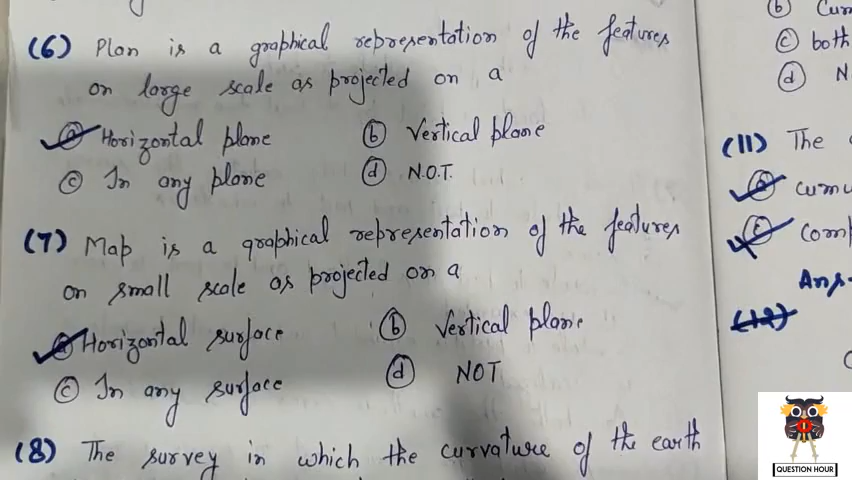 (6) Plan is a graphical representation of the features
on large scale as projected on a
(a) Horizontal plane (b) Vertical plane
(c) In any plane (d) N.O.T.
(7) Map is a graphical representation of the features
on small scale as projected on a
(a) Horizontal surface (b) Vertical plane
(c) In any surface (d) NOT
(8) The survey in which the curvature of the earth
(b)
(c) both
(d) N
(11) The
Ans-
(12)
QUESTION HOUR